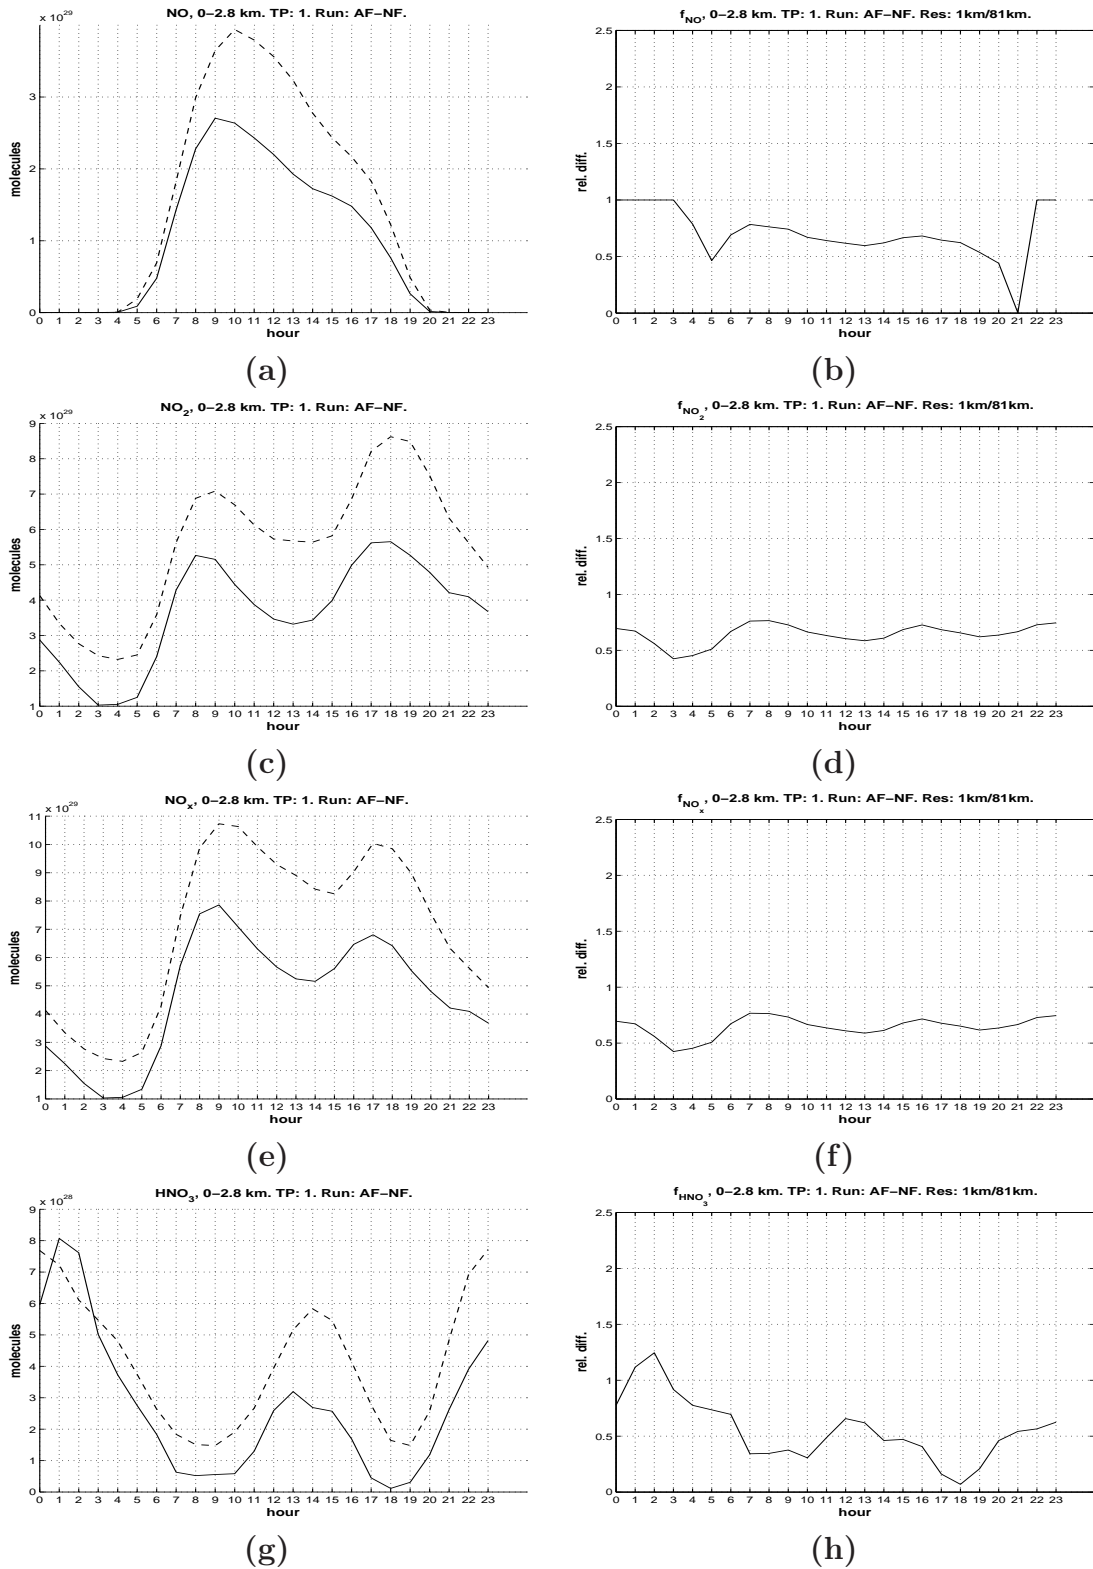 NO, 0–2.8 km. TP: 1. Run: AF–NF.
x 10^29
molecules
3
2
1
0
0 1 2 3 4 5 6 7 8 9 10 11 12 13 14 15 16 17 18 19 20 21 22 23
hour
(a)
f_NO, 0–2.8 km. TP: 1. Run: AF–NF. Res: 1km/81km.
rel. diff.
2.5
2
1.5
1
0.5
0
0 1 2 3 4 5 6 7 8 9 10 11 12 13 14 15 16 17 18 19 20 21 22 23
hour
(b)
NO_2, 0–2.8 km. TP: 1. Run: AF–NF.
x 10^29
molecules
9
8
7
6
5
4
3
2
1
0 1 2 3 4 5 6 7 8 9 10 11 12 13 14 15 16 17 18 19 20 21 22 23
hour
(c)
f_NO_2, 0–2.8 km. TP: 1. Run: AF–NF. Res: 1km/81km.
rel. diff.
2.5
2
1.5
1
0.5
0
0 1 2 3 4 5 6 7 8 9 10 11 12 13 14 15 16 17 18 19 20 21 22 23
hour
(d)
NO_x, 0–2.8 km. TP: 1. Run: AF–NF.
x 10^29
molecules
11
10
9
8
7
6
5
4
3
2
1
0 1 2 3 4 5 6 7 8 9 10 11 12 13 14 15 16 17 18 19 20 21 22 23
hour
(e)
f_NO_x, 0–2.8 km. TP: 1. Run: AF–NF. Res: 1km/81km.
rel. diff.
2.5
2
1.5
1
0.5
0
0 1 2 3 4 5 6 7 8 9 10 11 12 13 14 15 16 17 18 19 20 21 22 23
hour
(f)
HNO_3, 0–2.8 km. TP: 1. Run: AF–NF.
x 10^28
molecules
9
8
7
6
5
4
3
2
1
0
0 1 2 3 4 5 6 7 8 9 10 11 12 13 14 15 16 17 18 19 20 21 22 23
hour
(g)
f_HNO_3, 0–2.8 km. TP: 1. Run: AF–NF. Res: 1km/81km.
rel. diff.
2.5
2
1.5
1
0.5
0
0 1 2 3 4 5 6 7 8 9 10 11 12 13 14 15 16 17 18 19 20 21 22 23
hour
(h)